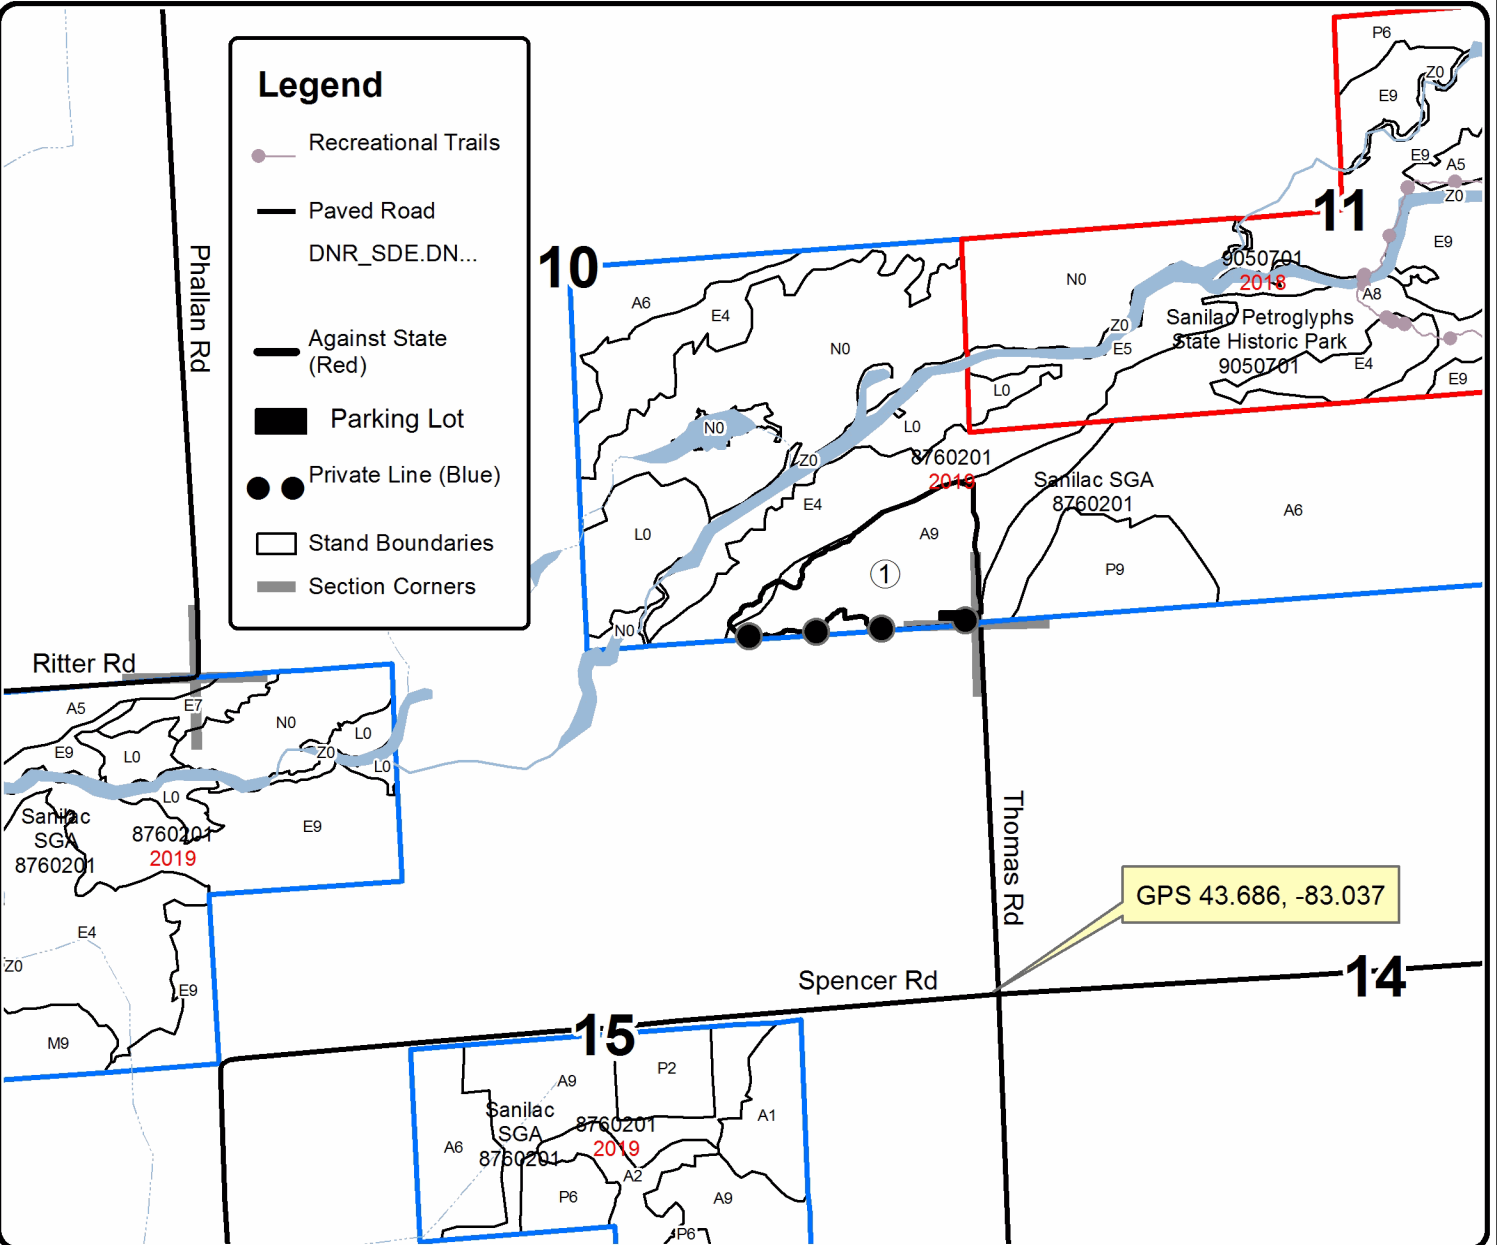 Legend
Recreational Trails
Paved Road
DNR_SDE.DN...
Against State
(Red)
Parking Lot
Private Line (Blue)
Stand Boundaries
Section Corners
Phallan Rd
Ritter Rd
10
11
P6
Z0
E9
E9
A5
Z0
E9
9050701
2018
A8
Sanilac Petroglyphs
State Historic Park
9050701
E4
E9
N0
Z0
E5
L0
A6
E4
N0
N0
Z0
L0
8760201
2019
Sanilac SGA
8760201
A6
E4
A9
L0
1
P9
N0
A5
E7
N0
L0
E9
L0
Z0
L0
L0
Sanilac
SGA
8760201
8760201
2019
E9
E4
Z0
E9
M9
Thomas Rd
GPS 43.686, -83.037
Spencer Rd
14
15
A9
P2
Sanilac
SGA
8760201
8760201
2019
A1
A6
A2
P6
A9
P6